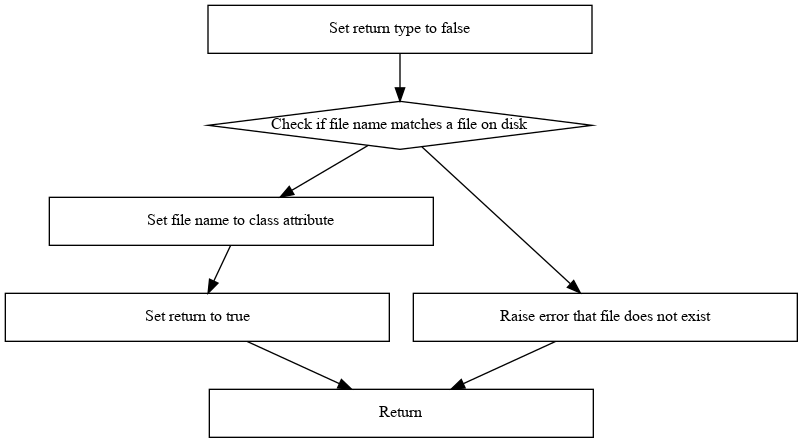 Set return type to false
Check if file name matches a file on disk
Set file name to class attribute
Set return to true
Raise error that file does not exist
Return